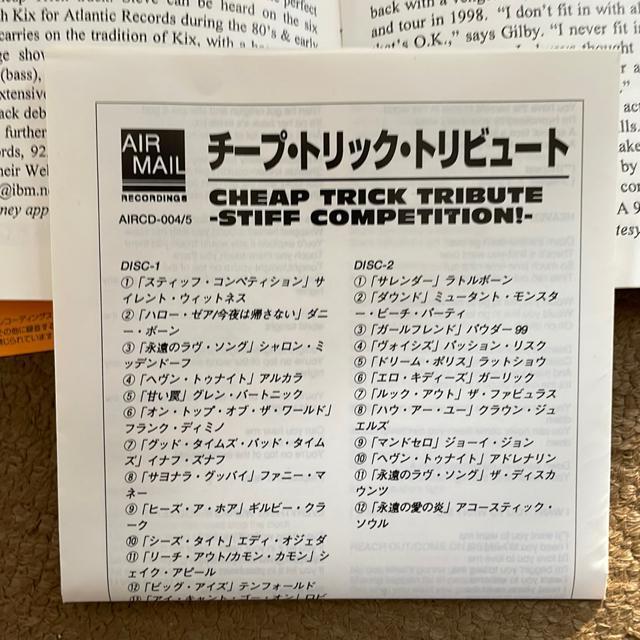 perfect
Kix for Atlantic Records during the 80's & early
carries on the tradition of Kix, with a
(bass),
further
@ibm.n
ney app
and tour in 1998. "I don't fit in with al
O.K.," says Gilby. "I never fit in
thought
by
AIR
MAIL
RECORDINGS
AIRCD-004/5
チープ・トリック・トリビュート
CHEAP TRICK TRIBUTE
-STIFF COMPETITION!-
DISC-1
①「スティッフ・コンペティション」サ
イレント・ウィットネス
②「ハロー・ゼア/今夜は帰さない」ダニ
ー・ボーン
③「永遠のラヴ・ソング」シャロン・ミ
ッデンドーフ
④「ヘヴン・トゥナイト」アルカラ
⑤「甘い罠」グレン・バートニック
⑥「オン・トップ・オブ・ザ・ワールド」
フランク・ディミノ
⑦「グッド・タイムズ・バッド・タイム
ズ」イナフ・ズナフ
⑧「サヨナラ・グッバイ」ファニー・マ
ネー
⑨「ヒーズ・ア・ホア」ギルビー・クラ
ーク
⑩「シーズ・タイト」エディ・オジェダ
⑪「リーチ・アウト/カモン・カモン」シ
ェイク・アピール
⑫「ビッグ・アイズ」テンフォールド
⑬「アイ・キャント・ゴー・オン」ロビ
DISC-2
①「サレンダー」ラトルボーン
②「ダウンド」ミュータント・モンスタ
ー・ビーチ・パーティ
③「ガールフレンド」パウダー99
④「ヴォイシズ」パッション・リスク
⑤「ドリーム・ポリス」ラットショウ
⑥「エロ・キディーズ」ガーリック
⑦「ルック・アウト」ザ・ファビュラス
⑧「ハウ・アー・ユー」クラウン・ジュ
エルズ
⑨「マンドセロ」ジョーイ・ジョン
⑩「ヘヴン・トゥナイト」アドレナリン
⑪「永遠のラヴ・ソング」ザ・ディスカ
ウンツ
⑫「永遠の愛の炎」アコースティック・
ソウル